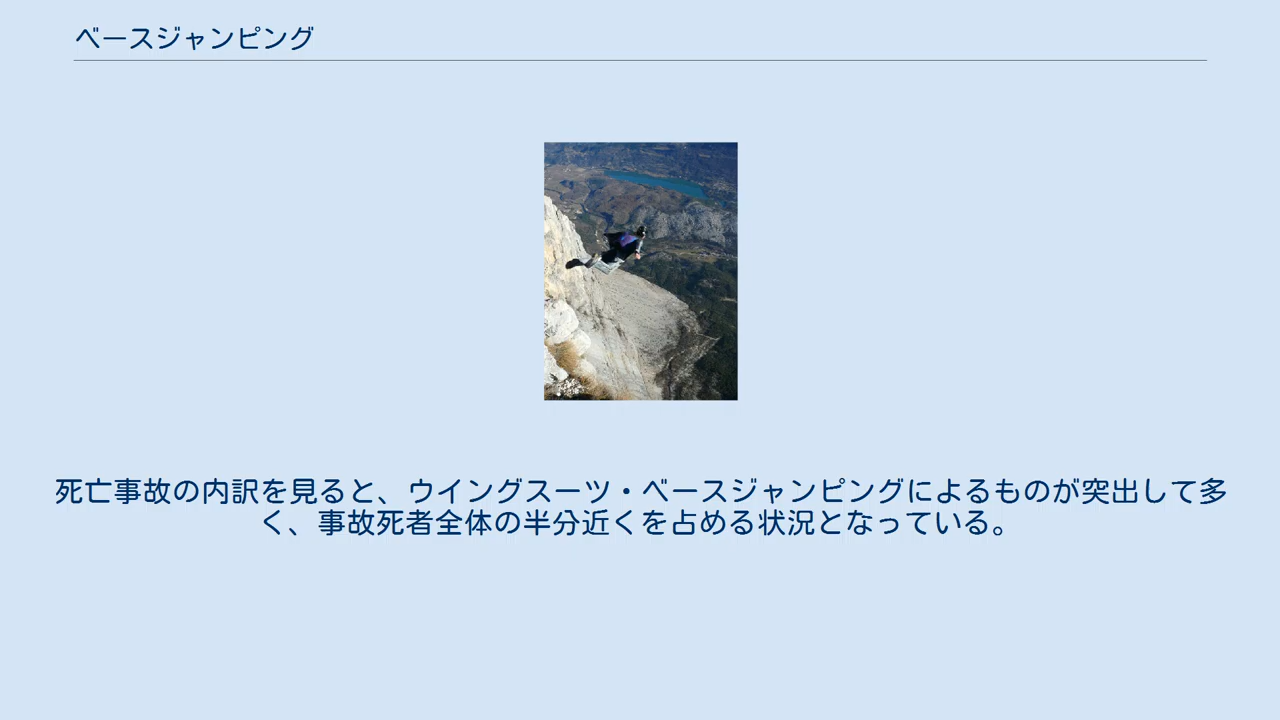 ベースジャンピング
死亡事故の内訳を見ると、ウイングスーツ・ベースジャンピングによるものが突出して多
く、事故死者全体の半分近くを占める状況となっている。